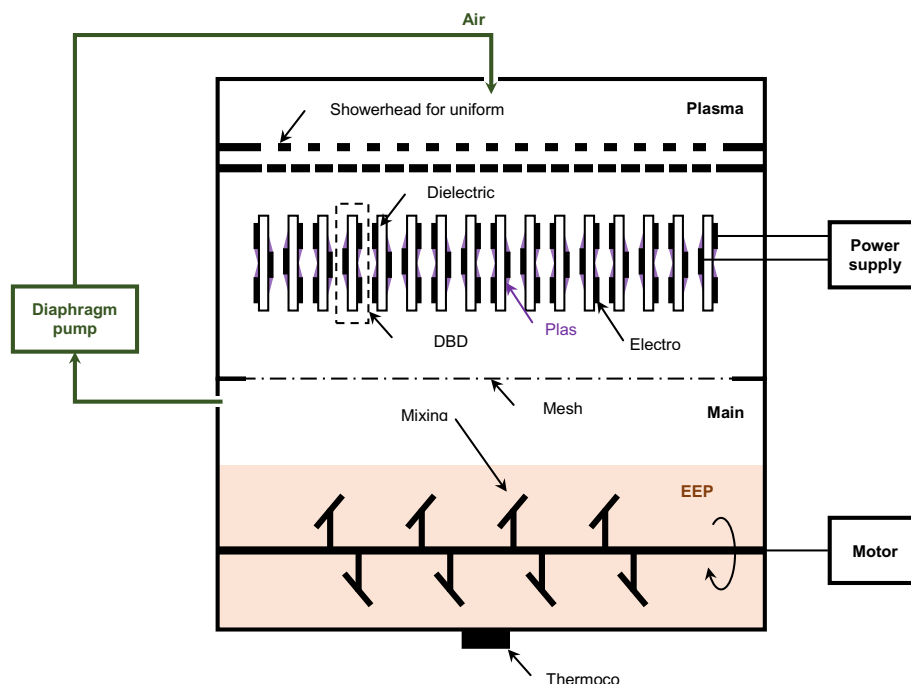 Air
Showerhead for uniform
Plasma
Dielectric
Power
supply
Diaphragm
pump
DBD
Plas
Electro
Mesh
Main
Mixing
EEP
Motor
Thermoco